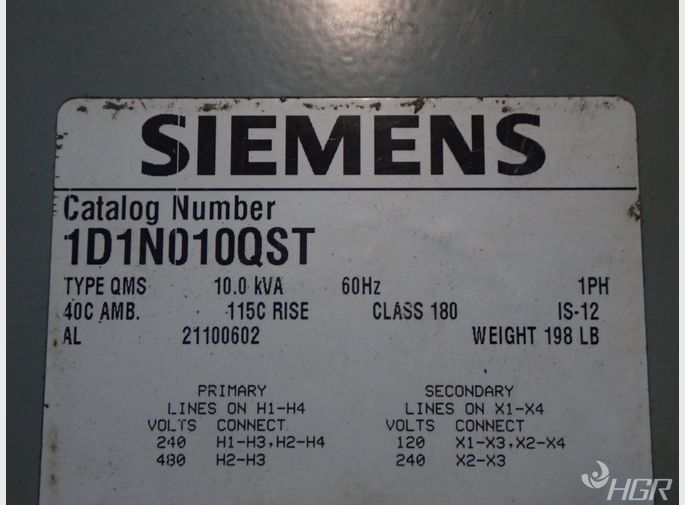 SIEMENS
Catalog Number
1D1N010QST
TYPE QMS 10.0 kVA 60Hz 1PH
40C AMB. 115C RISE CLASS 180 IS-12
AL 21100602 WEIGHT 198 LB
PRIMARY SECONDARY
LINES ON H1-H4 LINES ON X1-X4
VOLTS CONNECT VOLTS CONNECT
240 H1-H3,H2-H4 120 X1-X3,X2-X4
480 H2-H3 240 X2-X3
HGR